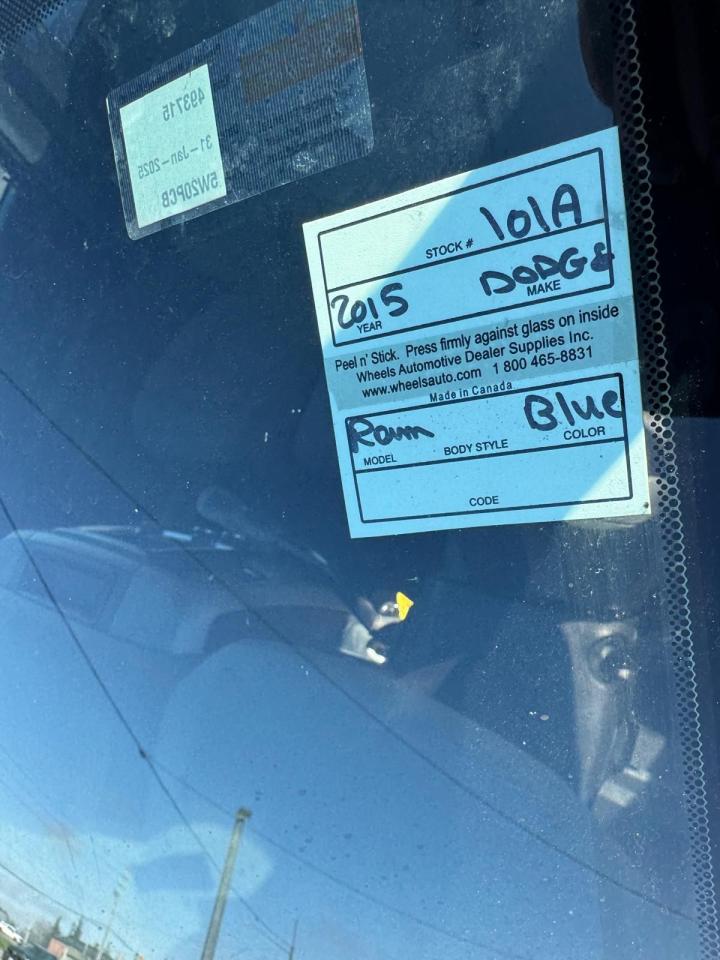 493715
31-Jan-2025
5W20PCB
STOCK # 101A
2015 DODGE
YEAR MAKE
Peel n' Stick. Press firmly against glass on inside
Wheels Automotive Dealer Supplies Inc.
www.wheelsauto.com 1 800 465-8831
Made in Canada
Ram Blue
MODEL BODY STYLE COLOR
CODE